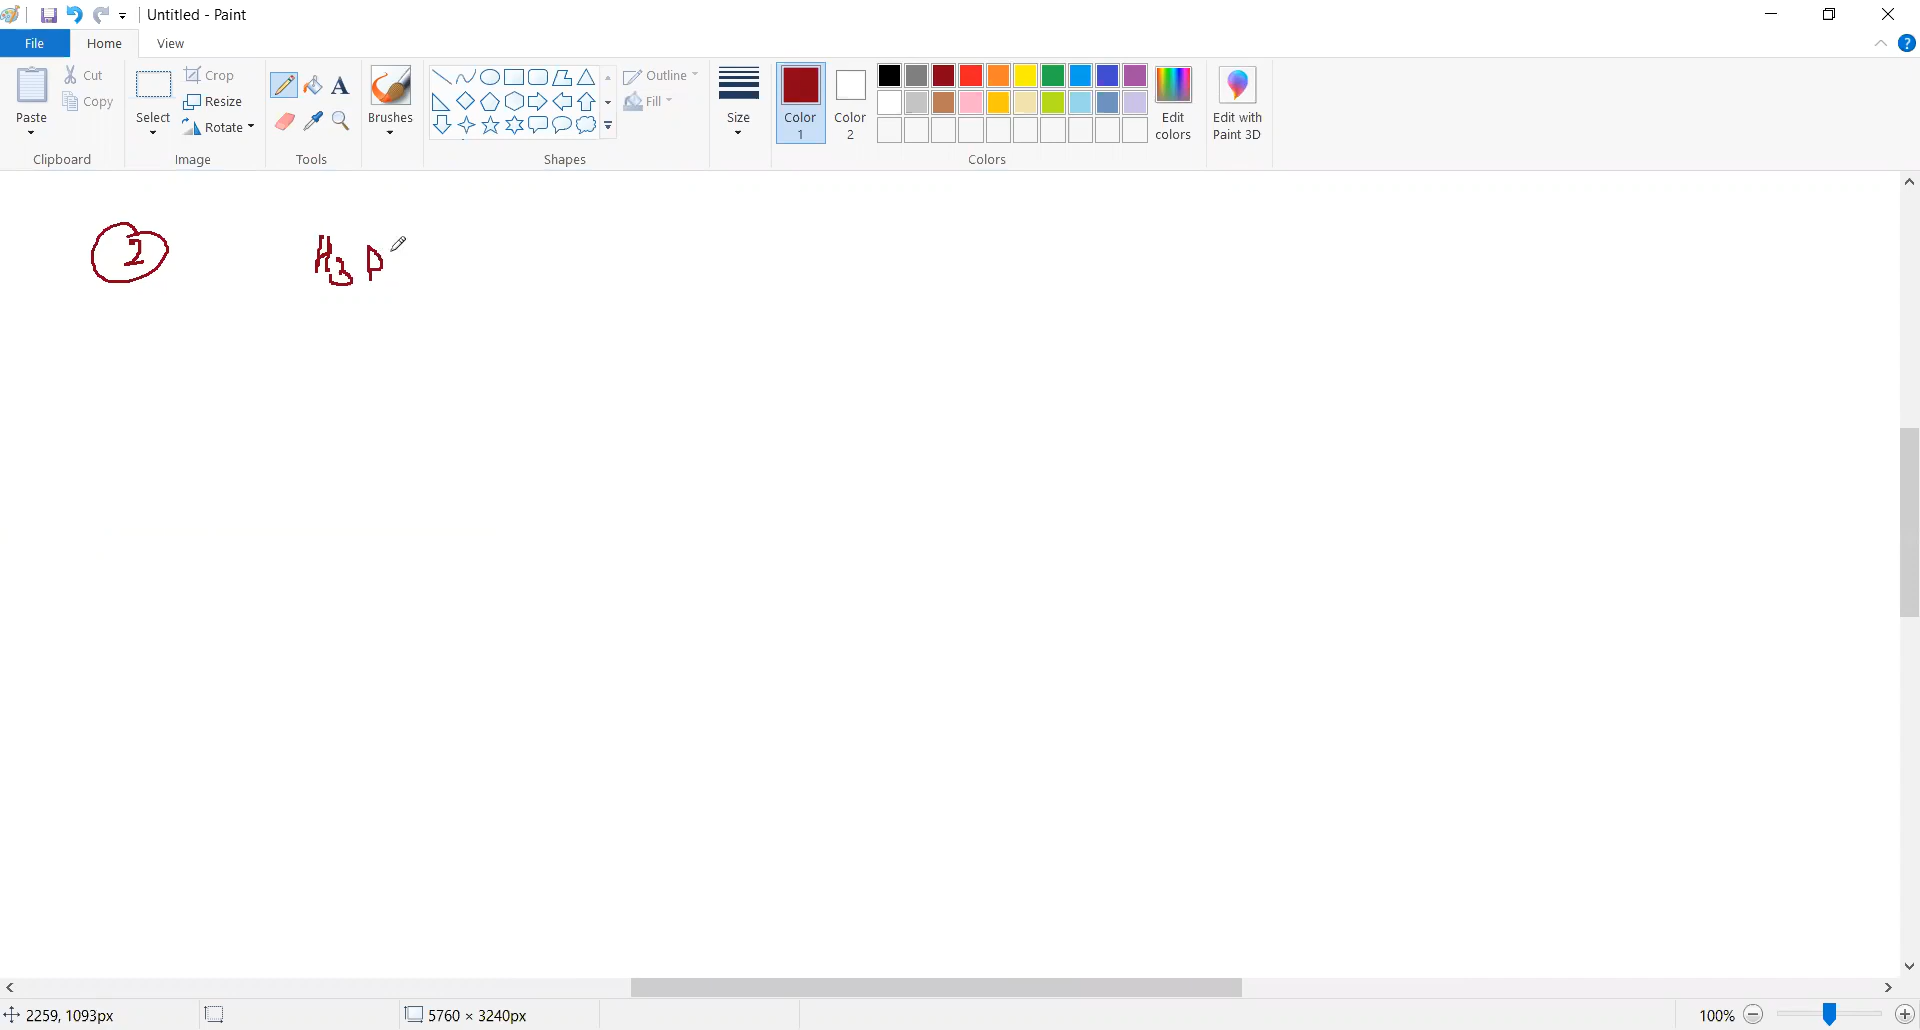 Untitled - Paint
File Home View
Paste
Cut
Copy
Clipboard
Select
Crop
Resize
Rotate
Image
A
Tools
Brushes
Shapes
Outline
Fill
Size
Color 1
Color 2
Colors
Edit colors
Edit with Paint 3D
?
2 H3 P
2259, 1093px 5760 × 3240px 100%